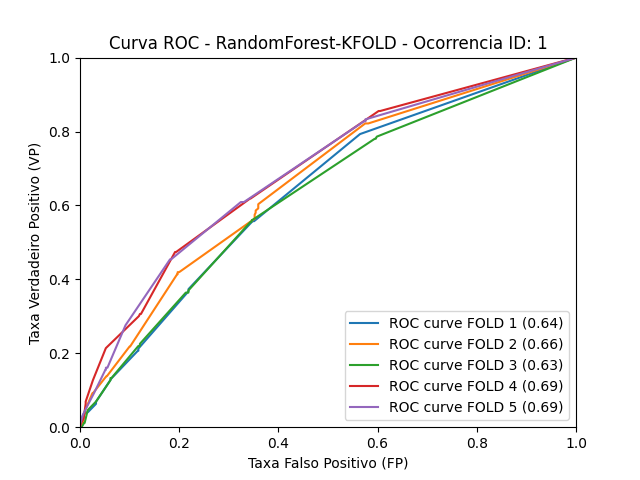 Curva ROC - RandomForest-KFOLD - Ocorrencia ID: 1
Taxa Verdadeiro Positivo (VP)
1.0
0.8
0.6
0.4
0.2
0.0
ROC curve FOLD 1 (0.64)
ROC curve FOLD 2 (0.66)
ROC curve FOLD 3 (0.63)
ROC curve FOLD 4 (0.69)
ROC curve FOLD 5 (0.69)
0.0 0.2 0.4 0.6 0.8 1.0
Taxa Falso Positivo (FP)